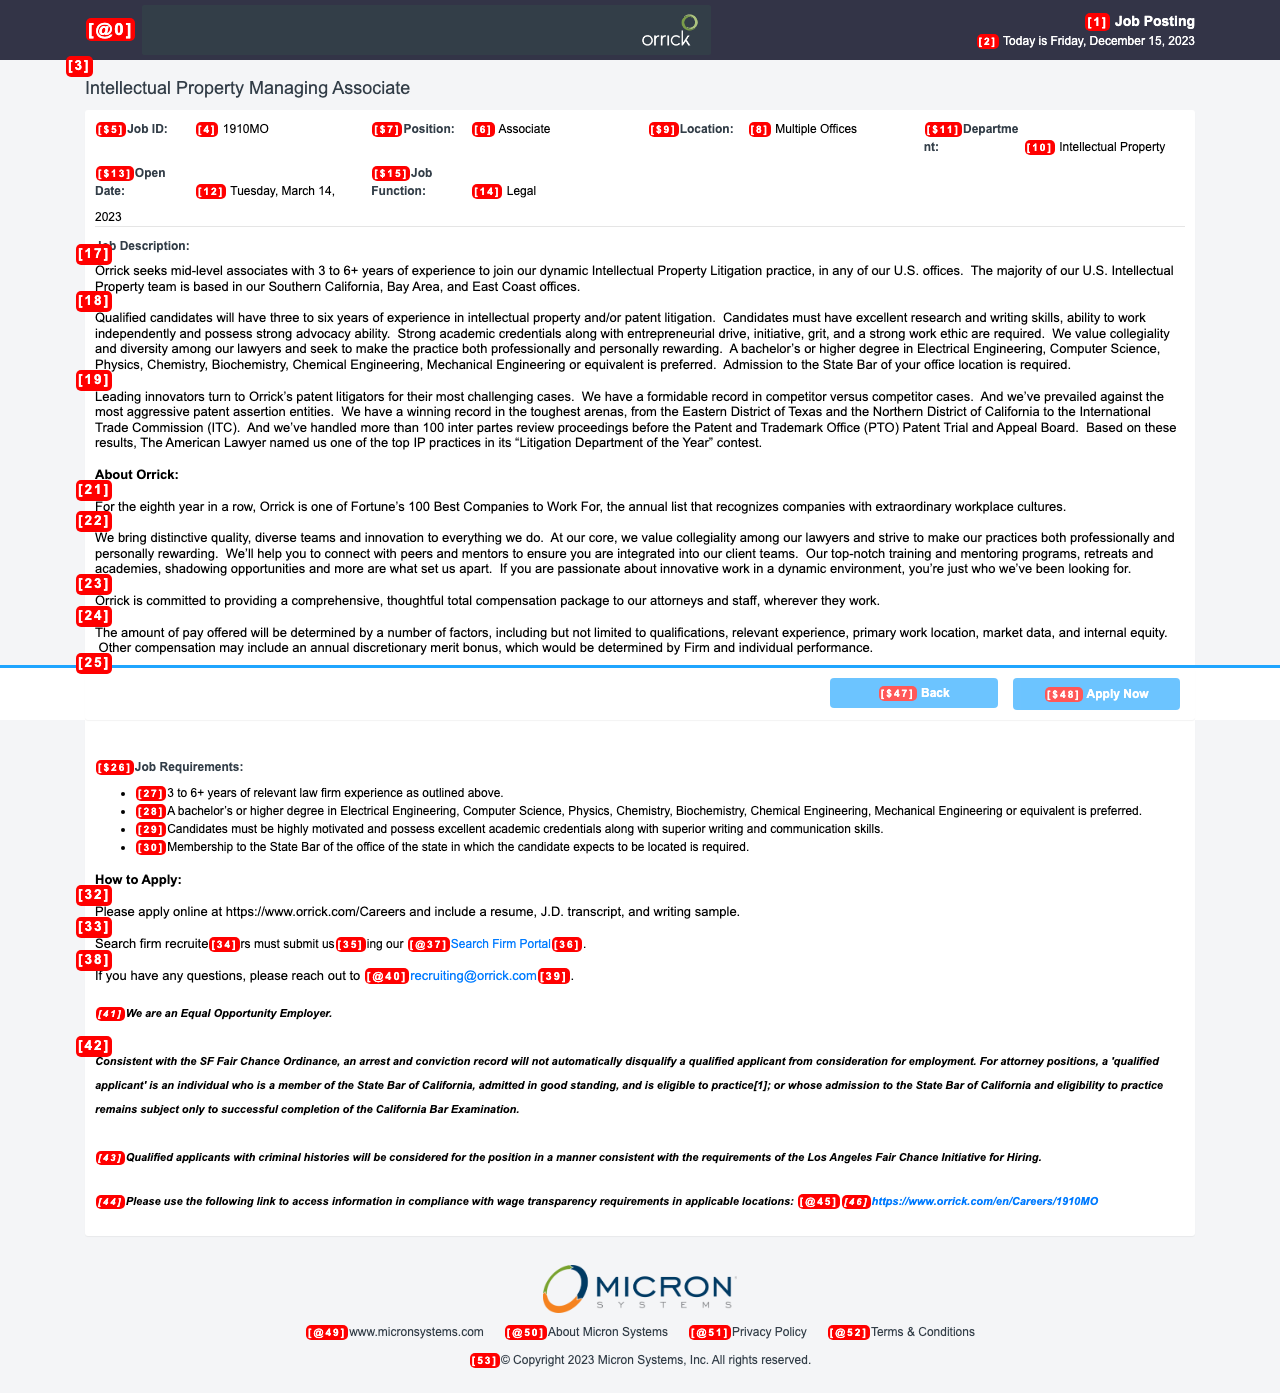 [@0] orrick [1] Job Posting
[2] Today is Friday, December 15, 2023
[3]
Intellectual Property Managing Associate
[$5] Job ID: [4] 1910MO [$7] Position: [6] Associate [$9] Location: [8] Multiple Offices [$11] Departme
nt: [10] Intellectual Property
[$13] Open [$15] Job
Date: [12] Tuesday, March 14, Function: [14] Legal
2023
Job Description:
[17]
Orrick seeks mid-level associates with 3 to 6+ years of experience to join our dynamic Intellectual Property Litigation practice, in any of our U.S. offices. The majority of our U.S. Intellectual
Property team is based in our Southern California, Bay Area, and East Coast offices.
[18]
Qualified candidates will have three to six years of experience in intellectual property and/or patent litigation. Candidates must have excellent research and writing skills, ability to work
independently and possess strong advocacy ability. Strong academic credentials along with entrepreneurial drive, initiative, grit, and a strong work ethic are required. We value collegiality
and diversity among our lawyers and seek to make the practice both professionally and personally rewarding. A bachelor's or higher degree in Electrical Engineering, Computer Science,
Physics, Chemistry, Biochemistry, Chemical Engineering, Mechanical Engineering or equivalent is preferred. Admission to the State Bar of your office location is required.
[19]
Leading innovators turn to Orrick's patent litigators for their most challenging cases. We have a formidable record in competitor versus competitor cases. And we've prevailed against the
most aggressive patent assertion entities. We have a winning record in the toughest arenas, from the Eastern District of Texas and the Northern District of California to the International
Trade Commission (ITC). And we've handled more than 100 inter partes review proceedings before the Patent and Trademark Office (PTO) Patent Trial and Appeal Board. Based on these
results, The American Lawyer named us one of the top IP practices in its "Litigation Department of the Year" contest.
About Orrick:
[21]
For the eighth year in a row, Orrick is one of Fortune's 100 Best Companies to Work For, the annual list that recognizes companies with extraordinary workplace cultures.
[22]
We bring distinctive quality, diverse teams and innovation to everything we do. At our core, we value collegiality among our lawyers and strive to make our practices both professionally and
personally rewarding. We'll help you to connect with peers and mentors to ensure you are integrated into our client teams. Our top-notch training and mentoring programs, retreats and
academies, shadowing opportunities and more are what set us apart. If you are passionate about innovative work in a dynamic environment, you're just who we've been looking for.
[23]
Orrick is committed to providing a comprehensive, thoughtful total compensation package to our attorneys and staff, wherever they work.
[24]
The amount of pay offered will be determined by a number of factors, including but not limited to qualifications, relevant experience, primary work location, market data, and internal equity.
Other compensation may include an annual discretionary merit bonus, which would be determined by Firm and individual performance.
[25]
[$47] Back [$48] Apply Now
[$26] Job Requirements:
• [27] 3 to 6+ years of relevant law firm experience as outlined above.
• [28] A bachelor's or higher degree in Electrical Engineering, Computer Science, Physics, Chemistry, Biochemistry, Chemical Engineering, Mechanical Engineering or equivalent is preferred.
• [29] Candidates must be highly motivated and possess excellent academic credentials along with superior writing and communication skills.
• [30] Membership to the State Bar of the office of the state in which the candidate expects to be located is required.
How to Apply:
[32]
Please apply online at https://www.orrick.com/Careers and include a resume, J.D. transcript, and writing sample.
[33]
Search firm recruite[34]rs must submit us[35]ing our [@37]Search Firm Portal[36].
[38]
If you have any questions, please reach out to [@40]recruiting@orrick.com[39].
[41] We are an Equal Opportunity Employer.
[42]
Consistent with the SF Fair Chance Ordinance, an arrest and conviction record will not automatically disqualify a qualified applicant from consideration for employment. For attorney positions, a 'qualified
applicant' is an individual who is a member of the State Bar of California, admitted in good standing, and is eligible to practice[1]; or whose admission to the State Bar of California and eligibility to practice
remains subject only to successful completion of the California Bar Examination.
[43] Qualified applicants with criminal histories will be considered for the position in a manner consistent with the requirements of the Los Angeles Fair Chance Initiative for Hiring.
[44] Please use the following link to access information in compliance with wage transparency requirements in applicable locations: [@45] [46] https://www.orrick.com/en/Careers/1910MO
MICRON
SYSTEMS
[@49] www.micronsystems.com [@50] About Micron Systems [@51] Privacy Policy [@52] Terms & Conditions
[53] © Copyright 2023 Micron Systems, Inc. All rights reserved.